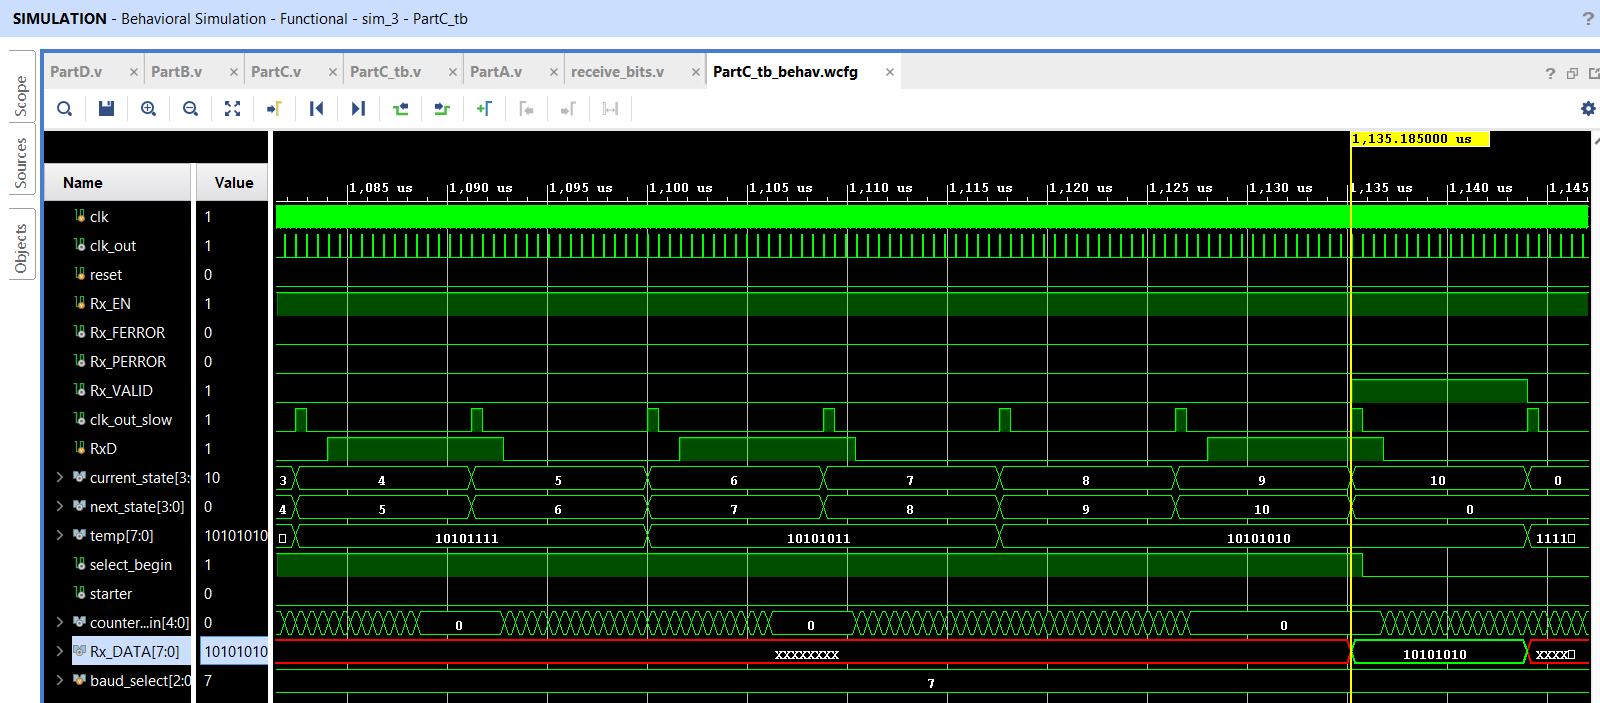 SIMULATION - Behavioral Simulation - Functional - sim_3 - PartC_tb ?
Scope
Sources
Objects
PartD.v × PartB.v × PartC.v × PartC_tb.v × PartA.v × receive_bits.v × PartC_tb_behav.wcfg × ?
1,135.185000 us
Name Value
1,085 us 1,090 us 1,095 us 1,100 us 1,105 us 1,110 us 1,115 us 1,120 us 1,125 us 1,130 us 1,135 us 1,140 us 1,145
clk 1
clk_out 1
reset 0
Rx_EN 1
Rx_FERROR 0
Rx_PERROR 0
Rx_VALID 1
clk_out_slow 1
RxD 1
current_state[3: 10 3 4 5 6 7 8 9 10 0
next_state[3:0] 0 4 5 6 7 8 9 10 0
temp[7:0] 10101010 10101111 10101011 10101010 1111
select_begin 1
starter 0
counter...in[4:0] 0 0 0 0
Rx_DATA[7:0] 10101010 XXXXXXXX 10101010 XXXX
baud_select[2:0 7 7